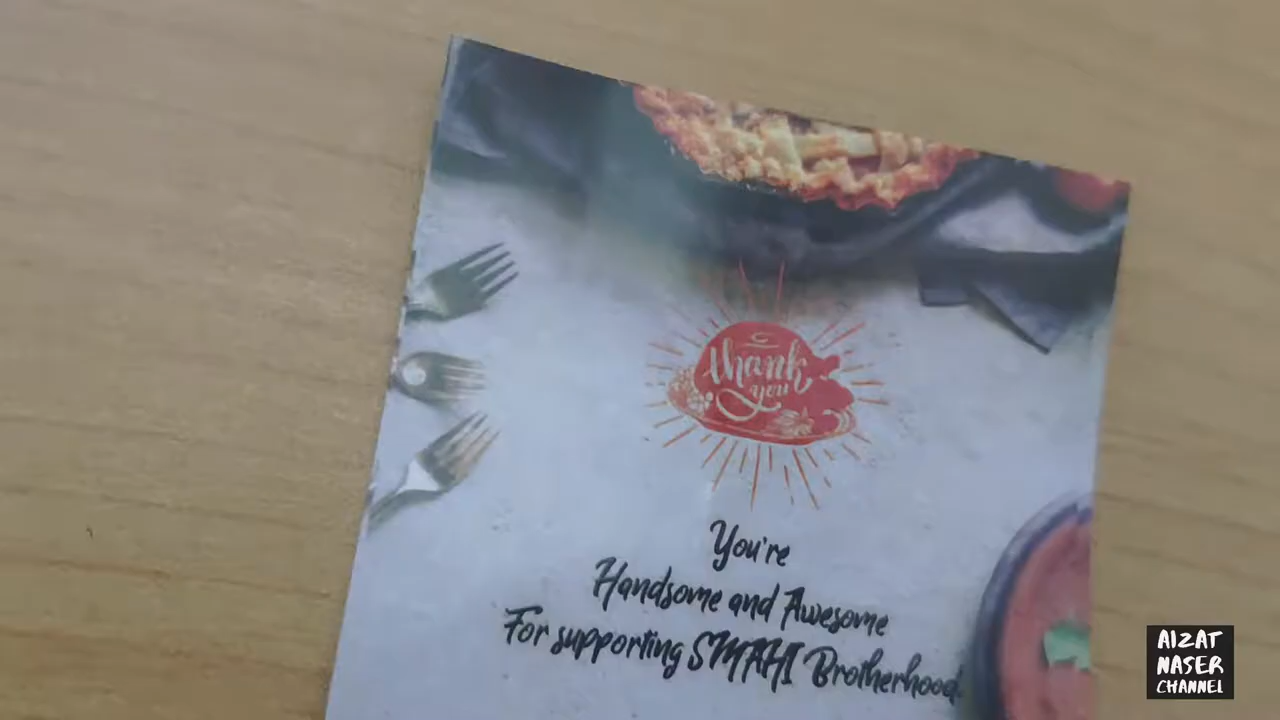 thank
you
You're
Handsome and Awesome
For supporting SMAHI Brotherhood
AIZAT
NASER
CHANNEL